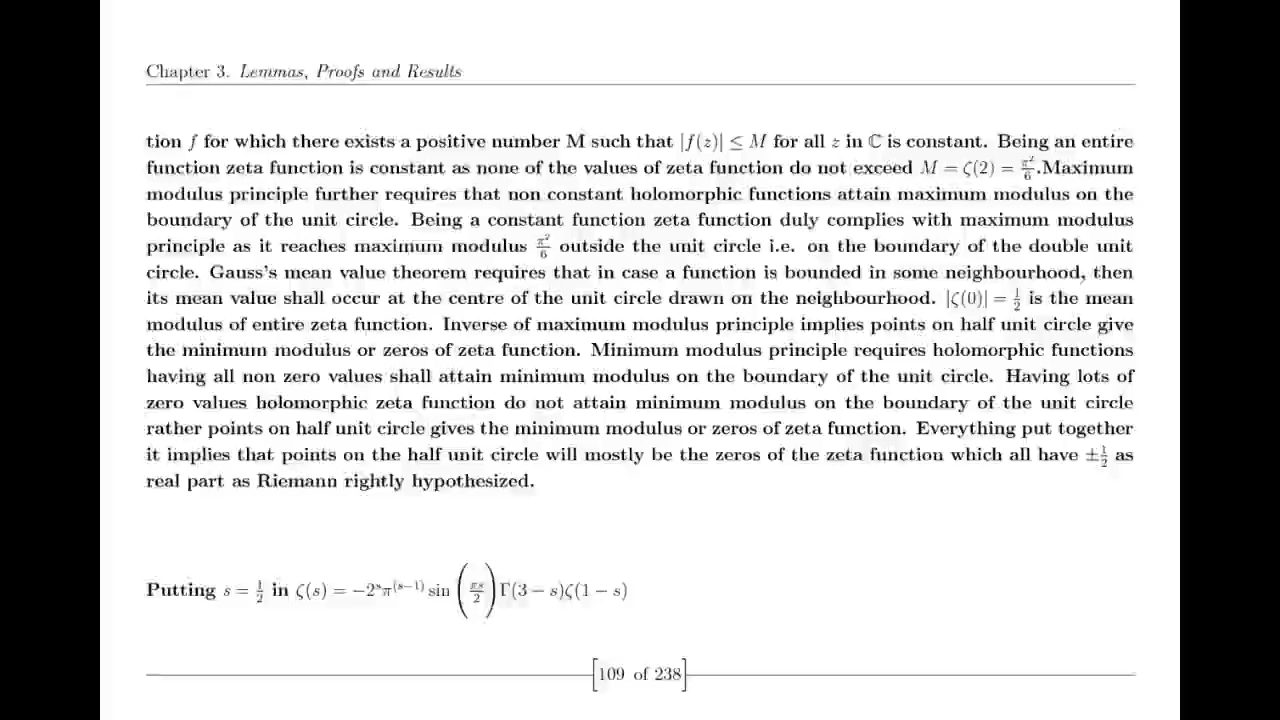 Chapter 3. Lemmas, Proofs and Results
tion f for which there exists a positive number M such that |f(z)| ≤ M for all z in ℂ is constant. Being an entire
function zeta function is constant as none of the values of zeta function do not exceed M = ζ(2) = π²/6.Maximum
modulus principle further requires that non constant holomorphic functions attain maximum modulus on the
boundary of the unit circle. Being a constant function zeta function duly complies with maximum modulus
principle as it reaches maximum modulus π²/6 outside the unit circle i.e. on the boundary of the double unit
circle. Gauss's mean value theorem requires that in case a function is bounded in some neighbourhood, then
its mean value shall occur at the centre of the unit circle drawn on the neighbourhood. |ζ(0)| = 1/2 is the mean
modulus of entire zeta function. Inverse of maximum modulus principle implies points on half unit circle give
the minimum modulus or zeros of zeta function. Minimum modulus principle requires holomorphic functions
having all non zero values shall attain minimum modulus on the boundary of the unit circle. Having lots of
zero values holomorphic zeta function do not attain minimum modulus on the boundary of the unit circle
rather points on half unit circle gives the minimum modulus or zeros of zeta function. Everything put together
it implies that points on the half unit circle will mostly be the zeros of the zeta function which all have ±1/2 as
real part as Riemann rightly hypothesized.
Putting s = 1/2 in ζ(s) = −2^s π^(s−1) sin (πs/2) Γ(3 − s)ζ(1 − s)
[109 of 238]